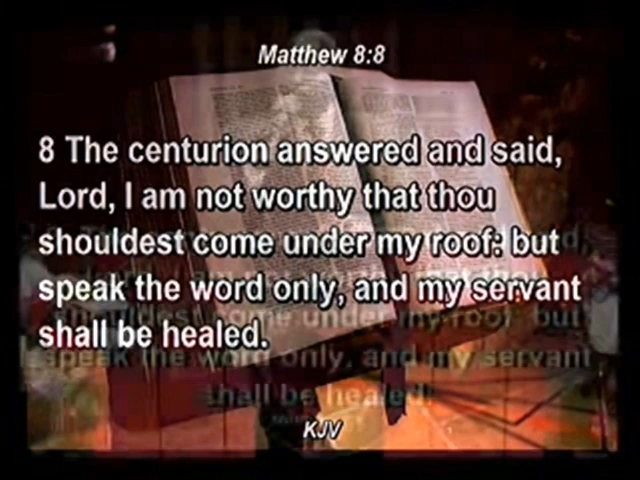 Matthew 8:8
8 The centurion answered and said,
Lord, I am not worthy that thou
shouldest come under my roof: but
speak the word only, and my servant
shall be healed.
KJV